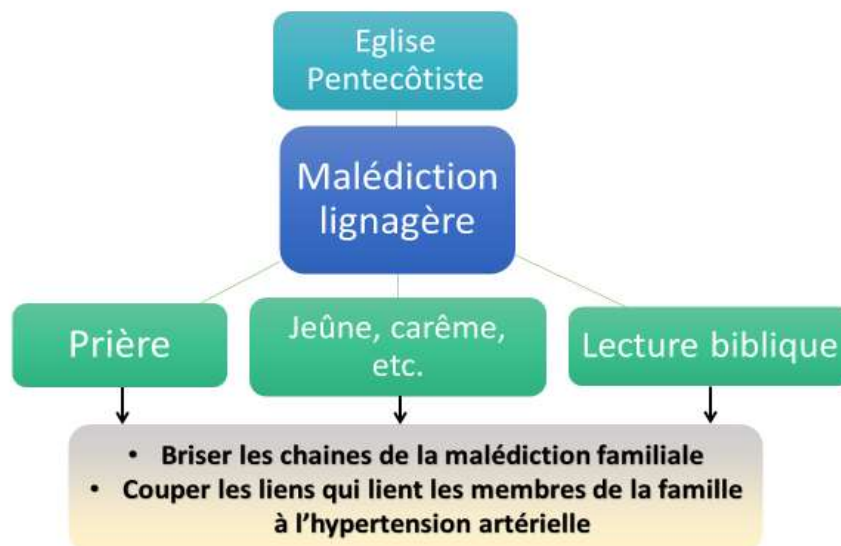 Eglise
Pentecôtiste
Malédiction
lignagère
Prière
Jeûne, carême,
etc.
Lecture biblique
• Briser les chaines de la malédiction familiale
• Couper les liens qui lient les membres de la famille
à l’hypertension artérielle